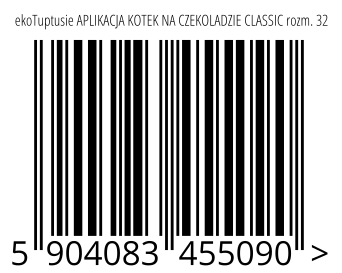 ekoTuptusie APLIKACJA KOTEK NA CZEKOLADZIE CLASSIC rozm. 32
5 904083 455090 >